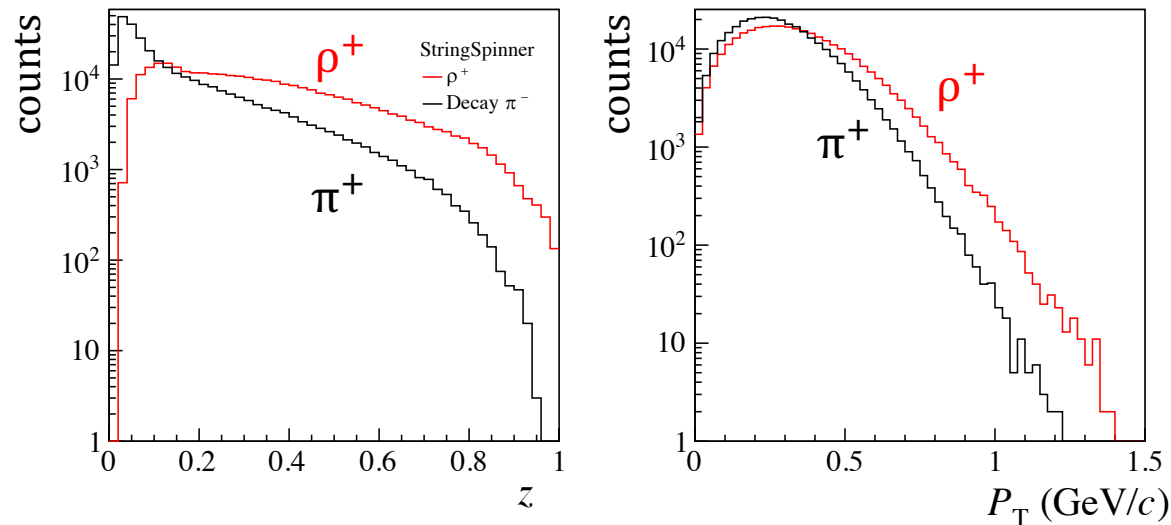 counts
10⁴
10³
10²
10
1
StringSpinner
ρ⁺
Decay π⁻
ρ⁺
π⁺
0 0.2 0.4 0.6 0.8 1
z
counts
10⁴
10³
10²
10
1
ρ⁺
π⁺
0 0.5 1 1.5
P_T (GeV/c)